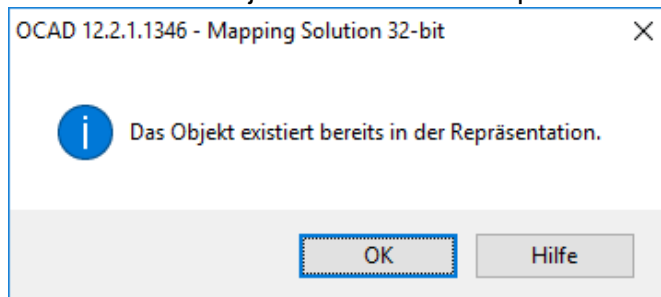 OCAD 12.2.1.1346 - Mapping Solution 32-bit
Das Objekt existiert bereits in der Repräsentation.
OK Hilfe